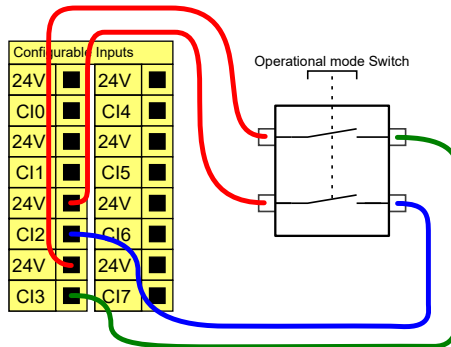 Configurable Inputs
Operational mode Switch
24V 24V
CI0 CI4
24V 24V
CI1 CI5
24V 24V
CI2 CI6
24V 24V
CI3 CI7